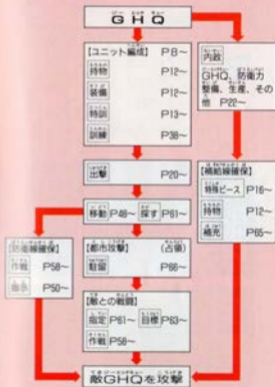 GHQ
【ユニット編成】 P8〜
持物 P12〜
装備 P12〜
特訓 P13〜
訓練 P38〜
内政
GHQ、防衛力
整備、生産、その
他 P22〜
出撃 P20〜
【補給線確保】
特殊ピース P16〜
持物 P12〜
補充 P65〜
移動 P48〜 探す P61〜
【防衛確保】
作戦 P58〜
P50〜
【都市攻撃】 (占領)
駐留 P66〜
【敵との戦闘】
指定 P61〜 目標 P63〜
作戦 P58〜
敵GHQを攻撃